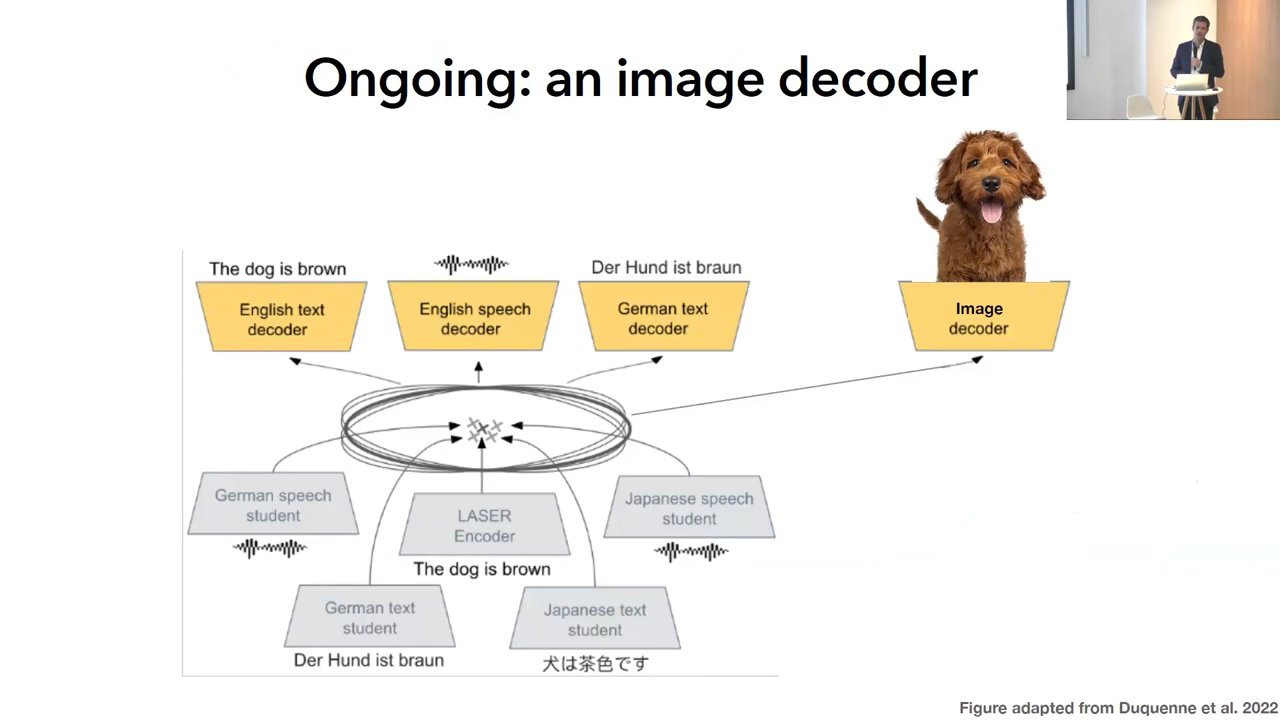 Ongoing: an image decoder
The dog is brown
Der Hund ist braun
English text
decoder
English speech
decoder
German text
decoder
Image
decoder
German speech
student
LASER
Encoder
Japanese speech
student
The dog is brown
German text
student
Japanese text
student
Der Hund ist braun
犬は茶色です
Figure adapted from Duquenne et al. 2022